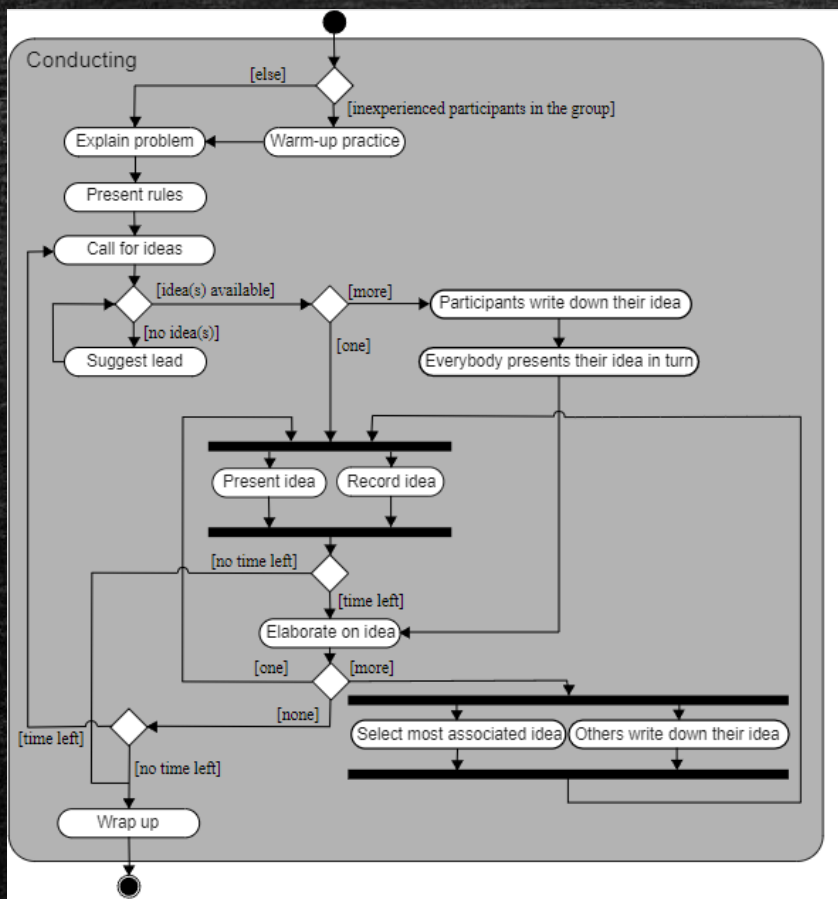 Conducting
[else]
[inexperienced participants in the group]
Explain problem
Warm-up practice
Present rules
Call for ideas
[idea(s) available]
[more]
Participants write down their idea
[no idea(s)]
[one]
Suggest lead
Everybody presents their idea in turn
Present idea
Record idea
[no time left]
[time left]
Elaborate on idea
[one]
[more]
[none]
Select most associated idea
Others write down their idea
[time left]
[no time left]
Wrap up